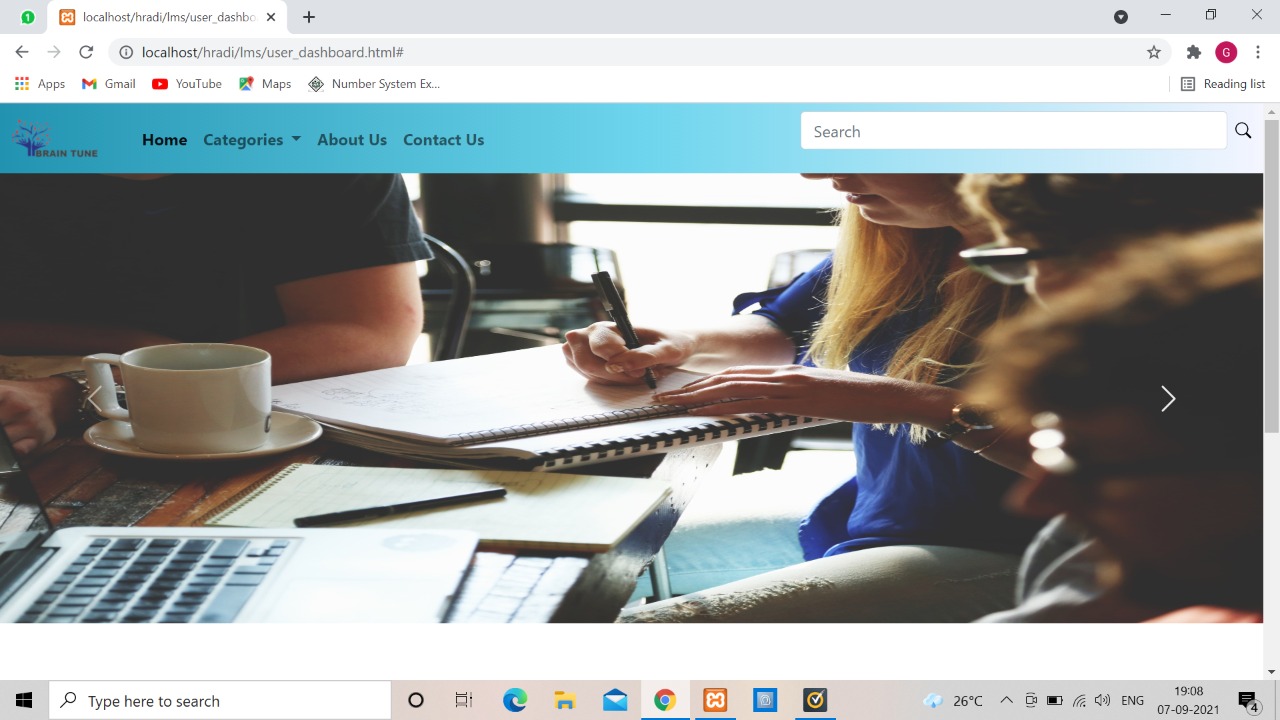 localhost/hradi/lms/user_dashbo
localhost/hradi/lms/user_dashboard.html#
G
Apps
Gmail
YouTube
Maps
Number System Ex...
Reading list
BRAIN TUNE
Home
Categories
About Us
Contact Us
Search
Type here to search
26°C
ENG
19:08
07-09-2021
4
1